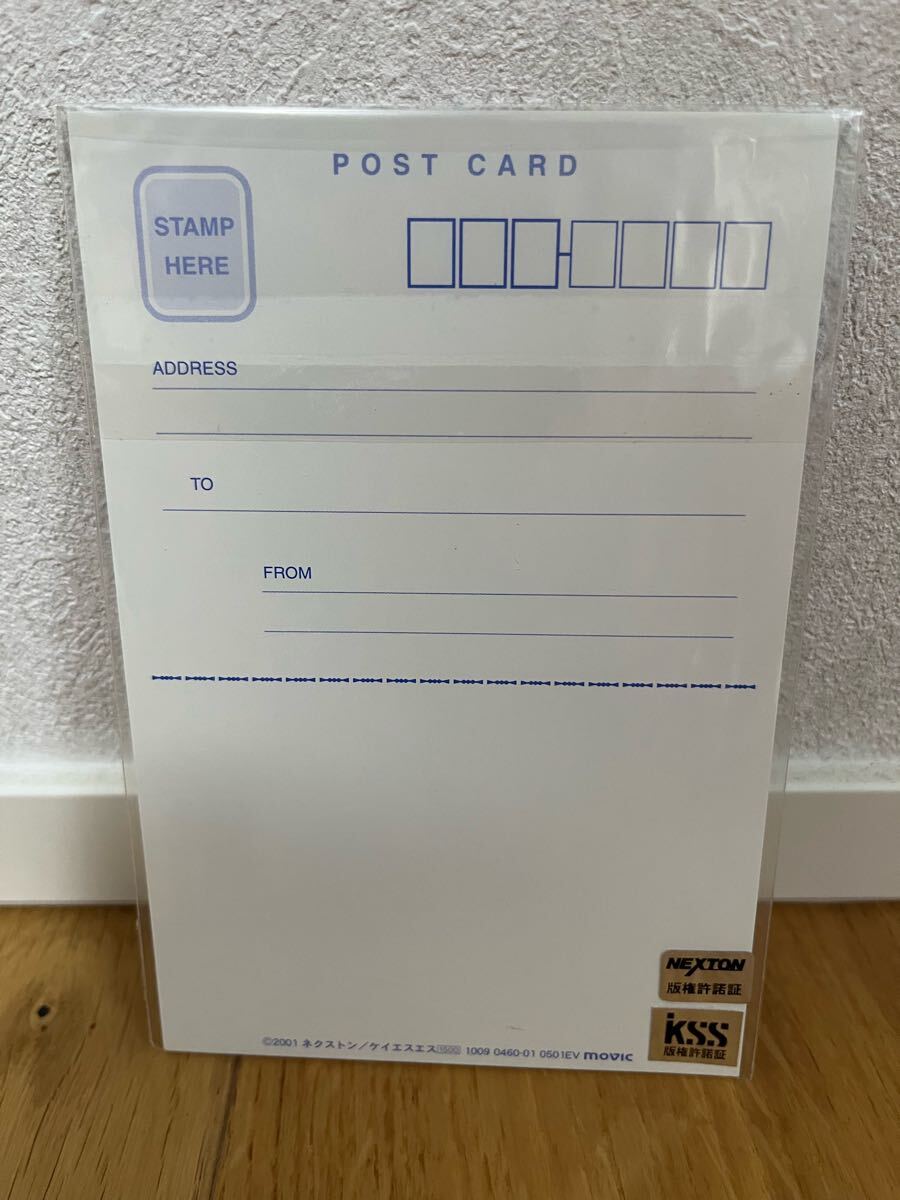 POST CARD
STAMP
HERE
ADDRESS
TO
FROM
NEXTON
版権許諾証
KSS
版権許諾証
©2001 ネクストン/ケイエスエス 1500 1009 0460-01 0501EV movic